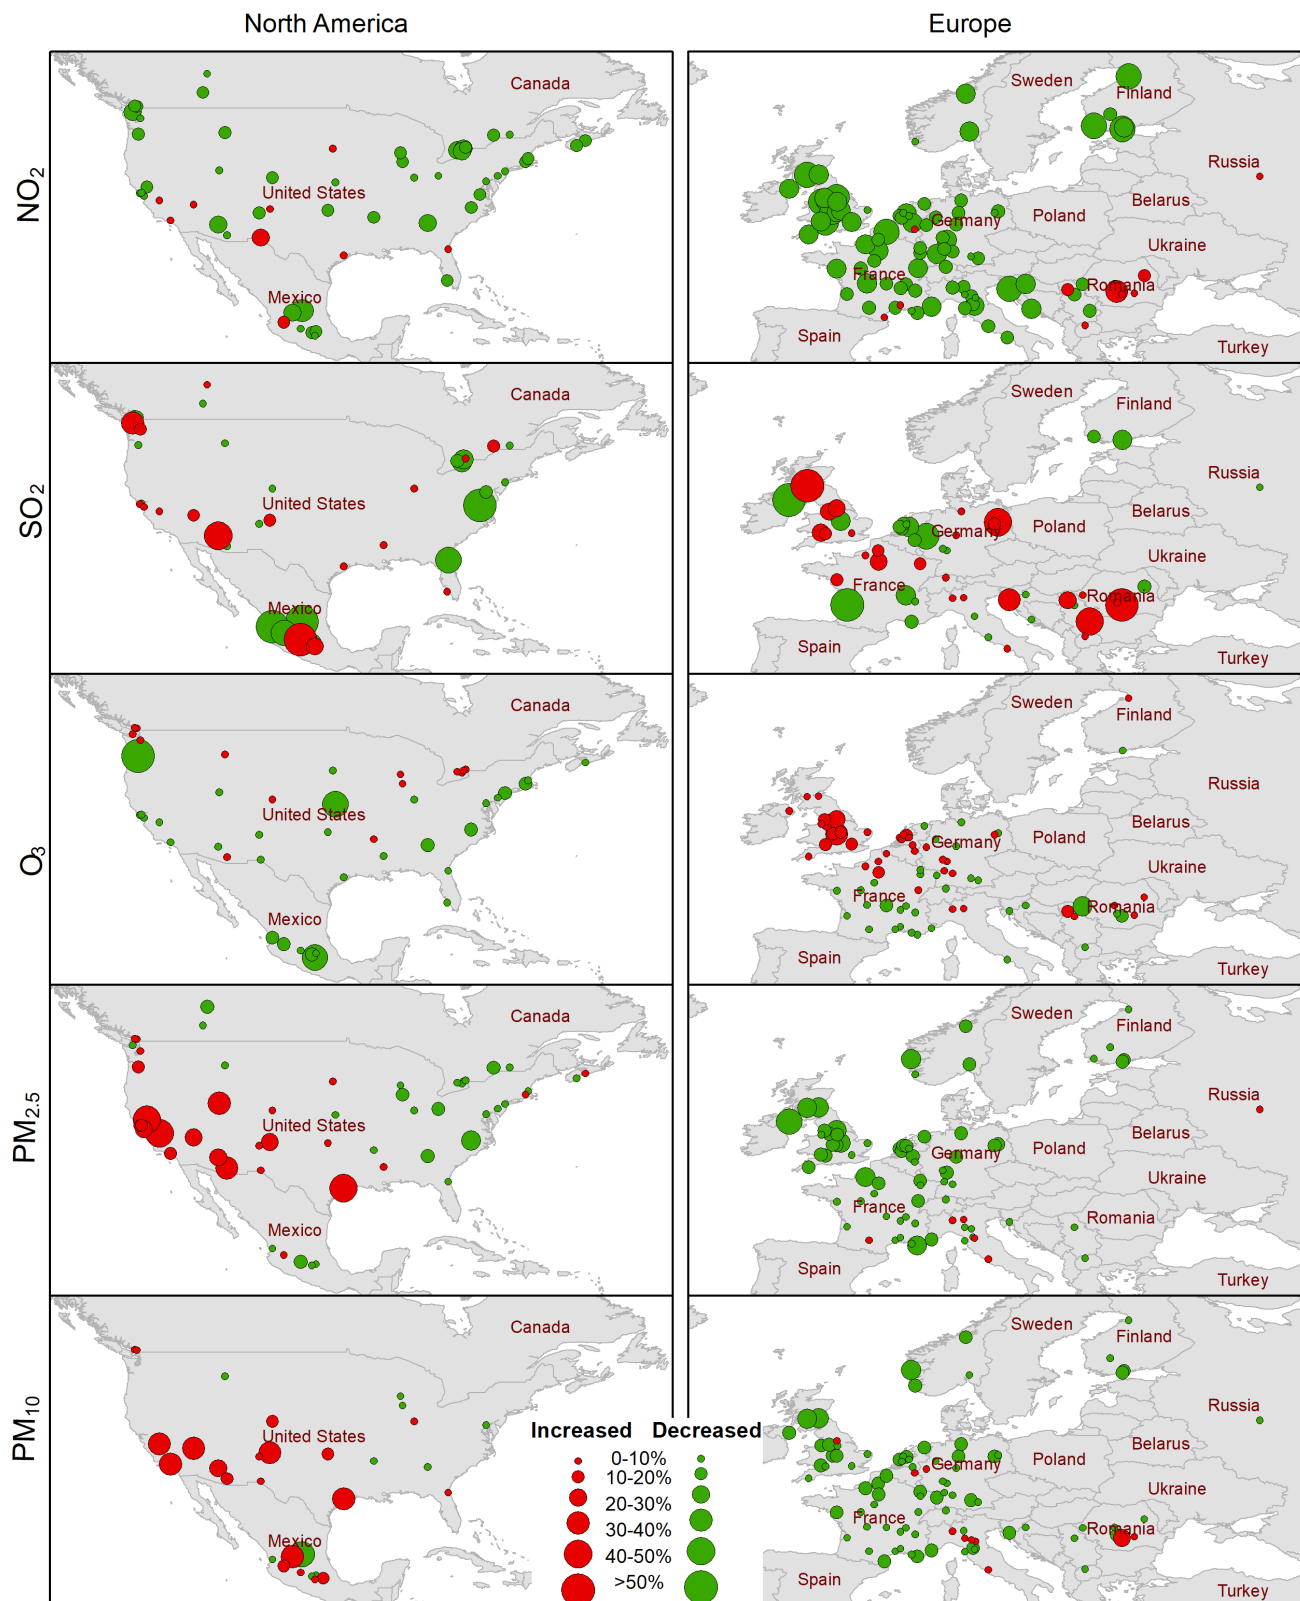 North America
Europe
NO2
Canada
United States
Mexico
Sweden
Finland
Russia
Belarus
Poland
Germany
Ukraine
France
Romania
Spain
Turkey
SO2
Canada
United States
Mexico
Sweden
Finland
Russia
Belarus
Poland
Germany
Ukraine
France
Romania
Spain
Turkey
O3
Canada
United States
Mexico
Sweden
Finland
Russia
Belarus
Poland
Germany
Ukraine
France
Romania
Spain
Turkey
PM2.5
Canada
United States
Mexico
Sweden
Finland
Russia
Belarus
Poland
Germany
Ukraine
France
Romania
Spain
Turkey
PM10
Canada
United States
Mexico
Sweden
Finland
Russia
Belarus
Poland
Germany
Ukraine
France
Romania
Spain
Turkey
Increased Decreased
0-10%
10-20%
20-30%
30-40%
40-50%
>50%